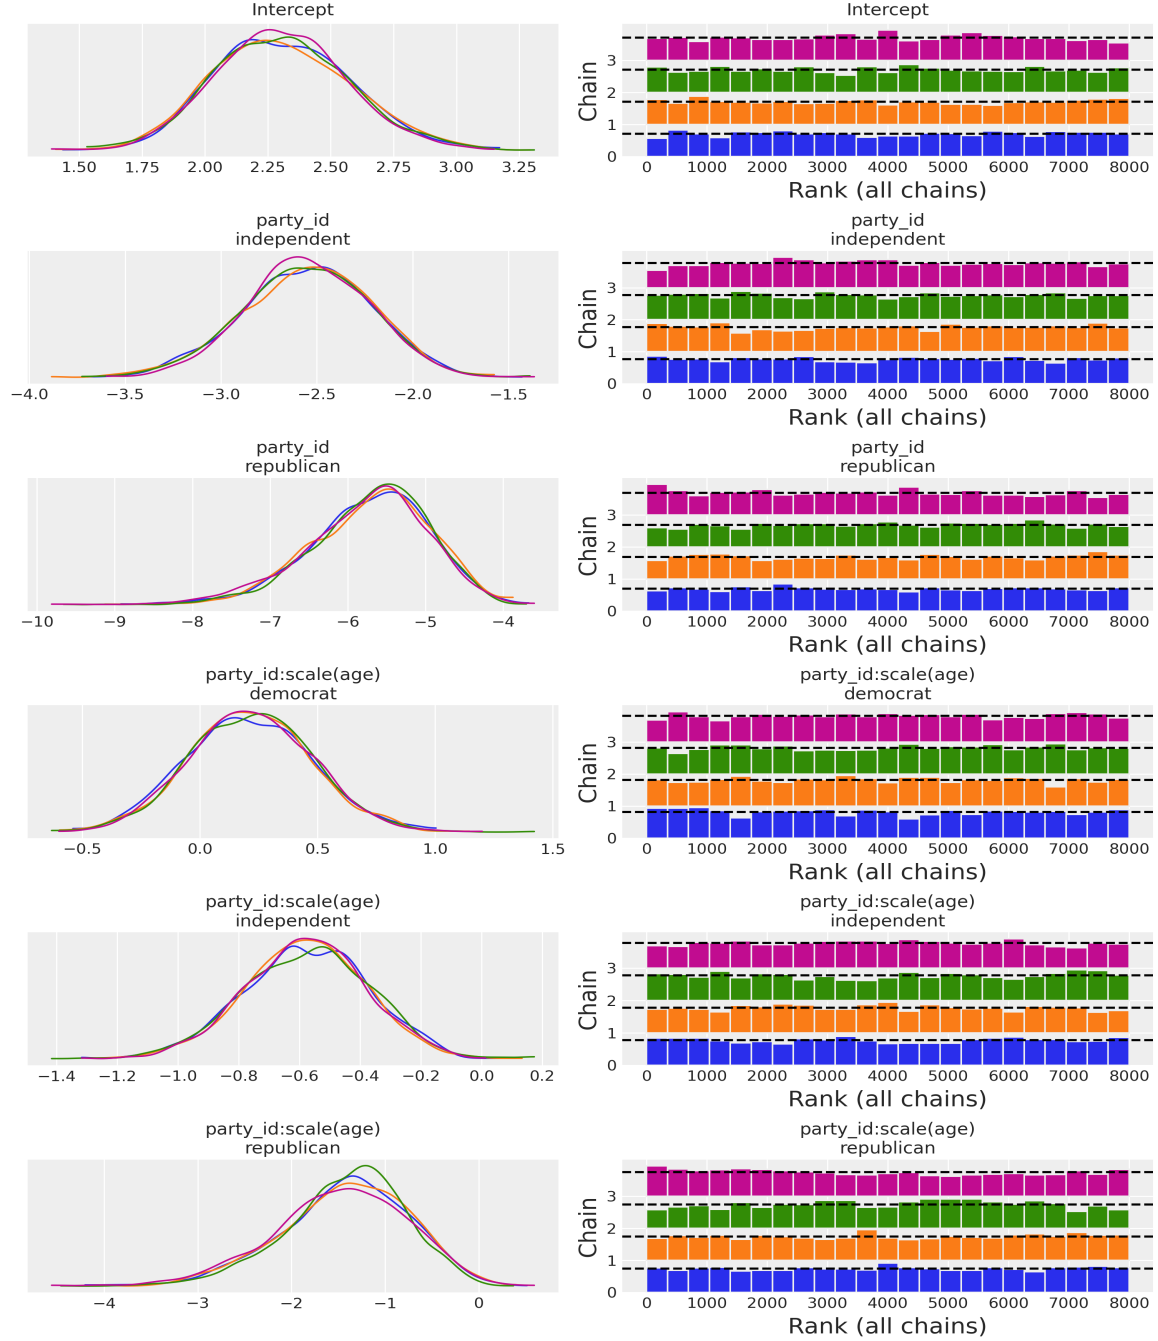 Intercept
1.50 1.75 2.00 2.25 2.50 2.75 3.00 3.25
Intercept
Chain
3
2
1
0
0 1000 2000 3000 4000 5000 6000 7000 8000
Rank (all chains)
party_id
independent
−4.0 −3.5 −3.0 −2.5 −2.0 −1.5
party_id
independent
Chain
3
2
1
0
0 1000 2000 3000 4000 5000 6000 7000 8000
Rank (all chains)
party_id
republican
−10 −9 −8 −7 −6 −5 −4
party_id
republican
Chain
3
2
1
0
0 1000 2000 3000 4000 5000 6000 7000 8000
Rank (all chains)
party_id:scale(age)
democrat
−0.5 0.0 0.5 1.0 1.5
party_id:scale(age)
democrat
Chain
3
2
1
0
0 1000 2000 3000 4000 5000 6000 7000 8000
Rank (all chains)
party_id:scale(age)
independent
−1.4 −1.2 −1.0 −0.8 −0.6 −0.4 −0.2 0.0 0.2
party_id:scale(age)
independent
Chain
3
2
1
0
0 1000 2000 3000 4000 5000 6000 7000 8000
Rank (all chains)
party_id:scale(age)
republican
−4 −3 −2 −1 0
party_id:scale(age)
republican
Chain
3
2
1
0
0 1000 2000 3000 4000 5000 6000 7000 8000
Rank (all chains)